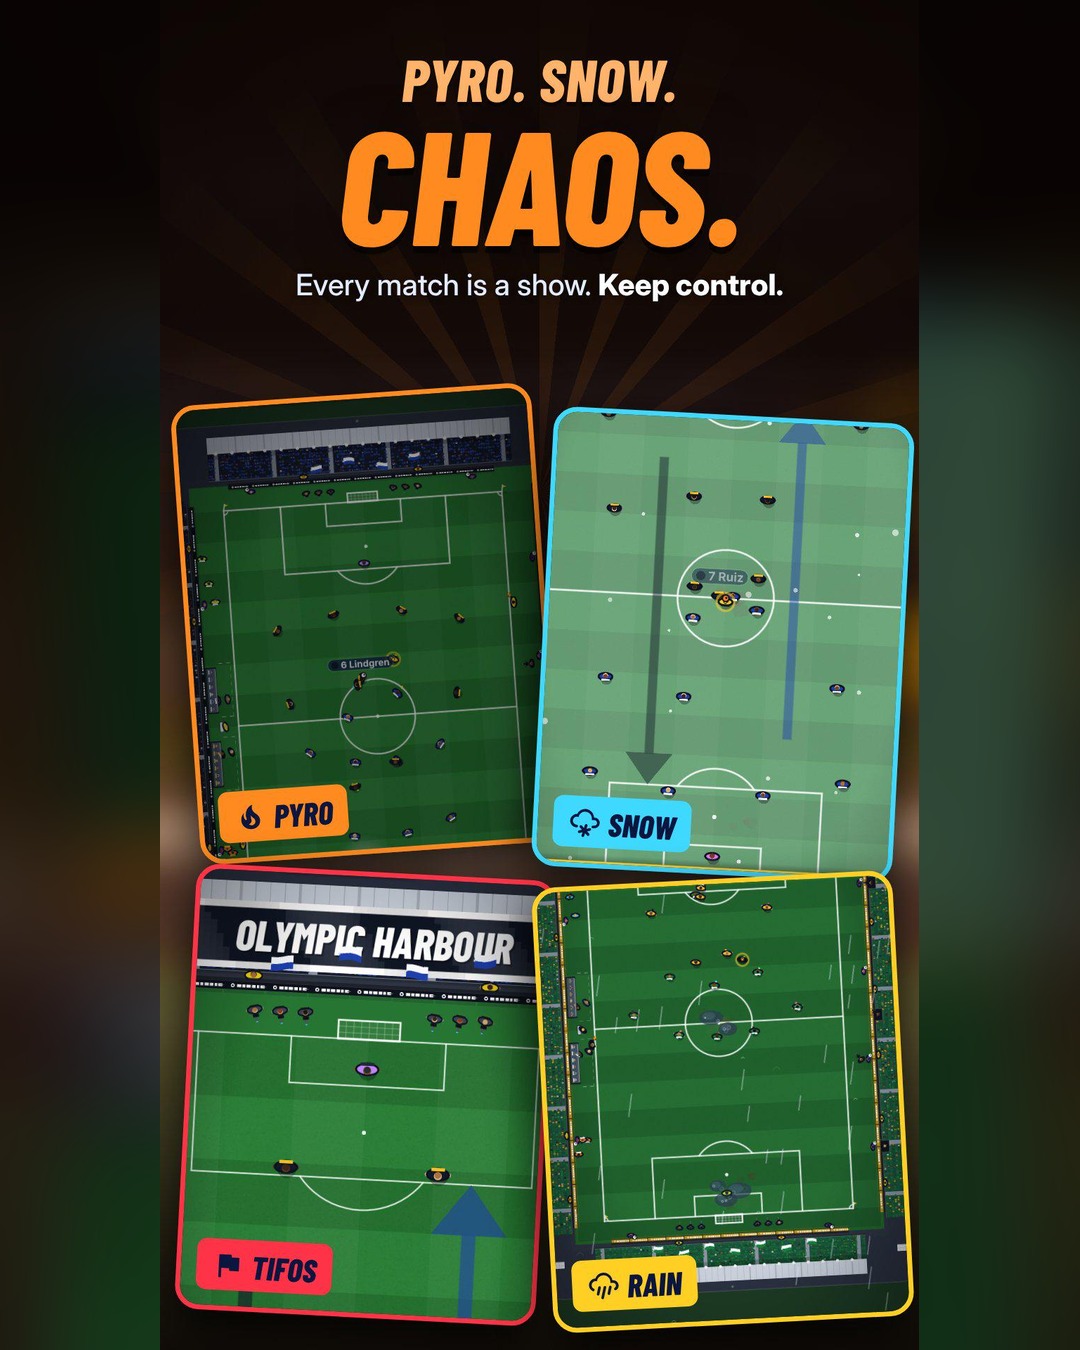 PYRO. SNOW.
CHAOS.
Every match is a show. Keep control.
6 Lindgren
PYRO
7 Ruiz
SNOW
OLYMPIC HARBOUR
TIFOS
RAIN